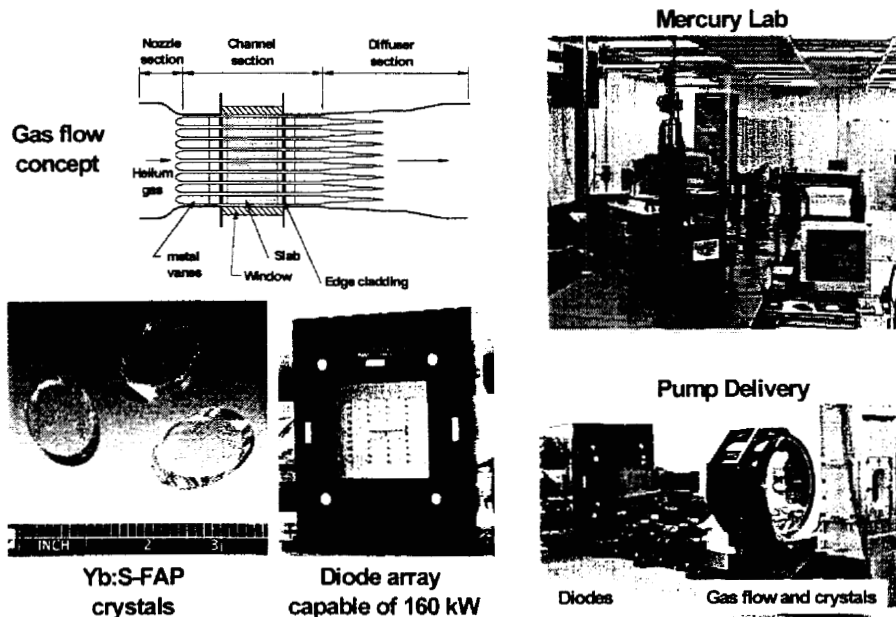 Mercury Lab
Nozzle
section
Channel
section
Diffuser
section
Gas flow
concept
Helium
gas
metal
vanes
Slab
Window
Edge cladding
Pump Delivery
INCH 2 3
Yb:S-FAP
crystals
Diode array
capable of 160 kW
Diodes
Gas flow and crystals